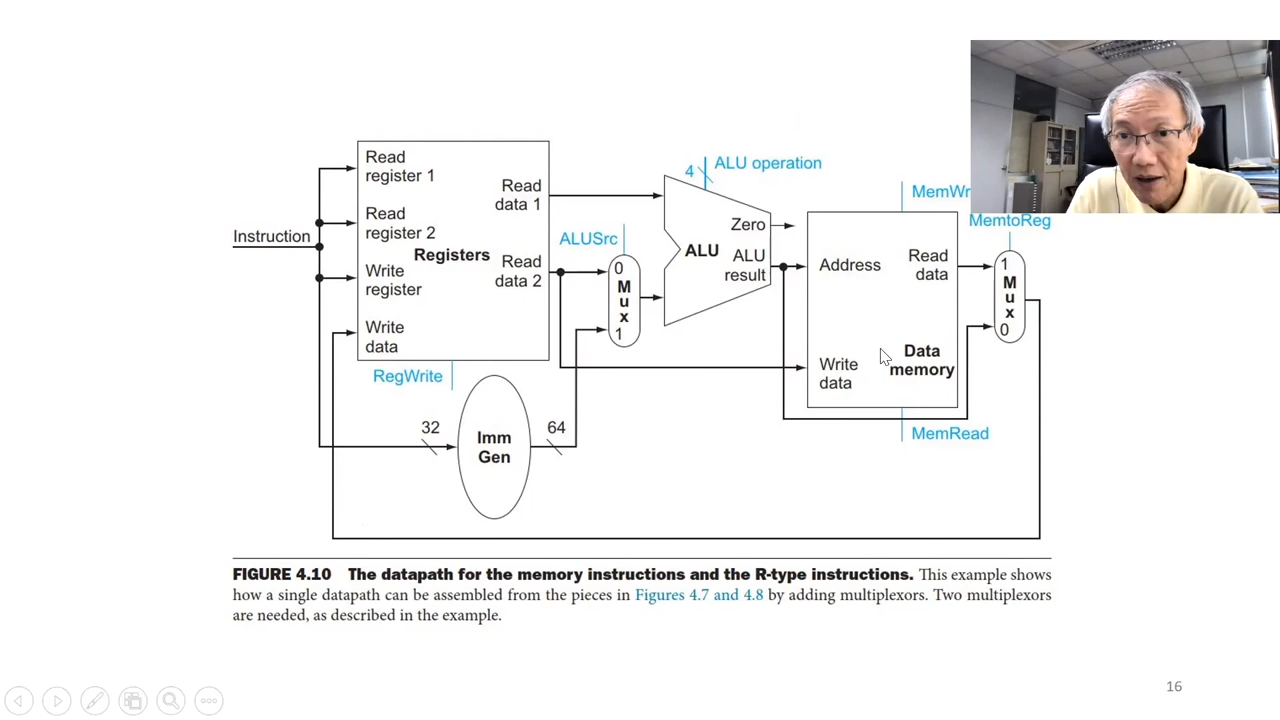 Read
register 1
Read
register 2
Write
register
Write
data
Registers
Read
data 1
Read
data 2
Instruction
RegWrite
32
Imm
Gen
64
ALUSrc
0
M
u
x
1
4
ALU operation
Zero
ALU
ALU
result
Address
Read
data
Write
data
Data
memory
MemWr
MemRead
MemtoReg
1
M
u
x
0
FIGURE 4.10 The datapath for the memory instructions and the R-type instructions. This example shows
how a single datapath can be assembled from the pieces in Figures 4.7 and 4.8 by adding multiplexors. Two multiplexors
are needed, as described in the example.
16